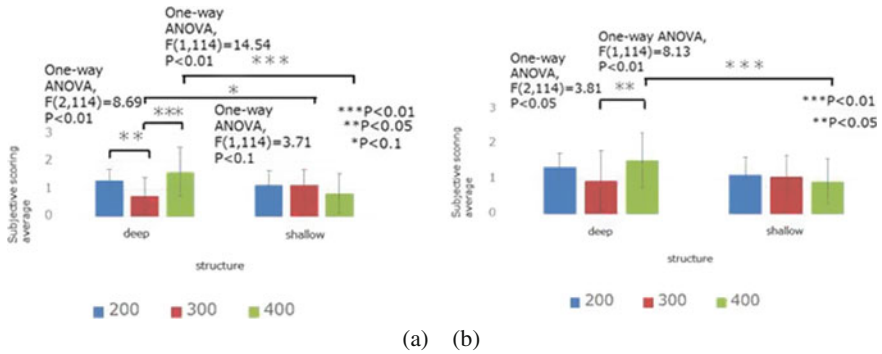 One-way
ANOVA,
F(1,114)=14.54
P<0.01
***
One-way
ANOVA,
F(2,114)=8.69
P<0.01
*
***
**
One-way
ANOVA,
F(1,114)=3.71
P<0.1
***P<0.01
**P<0.05
*P<0.1
Subjective scoring
average
3
2
1
0
deep
shallow
structure
200
300
400
(a)
One-way ANOVA,
F(1,114)=8.13
P<0.01
One-way
ANOVA,
F(2,114)=3.81
P<0.05
**
***
***P<0.01
**P<0.05
Subjective scoring
average
3
2
1
0
deep
shallow
structure
200
300
400
(b)